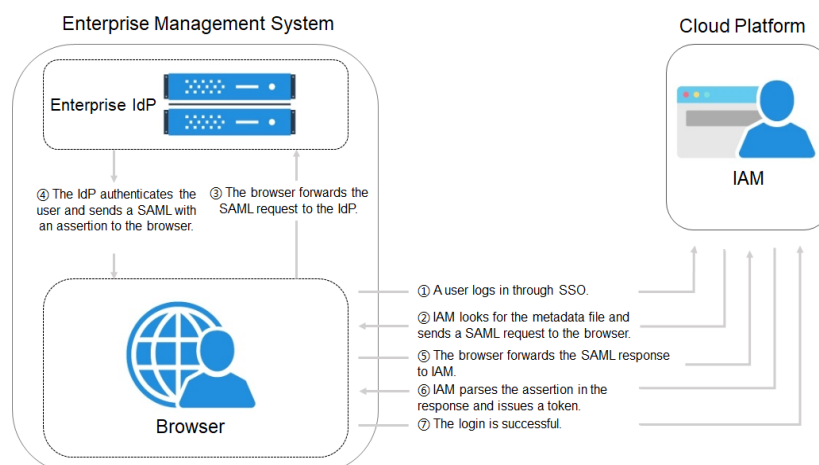 Enterprise Management System
Cloud Platform
Enterprise IdP
IAM
④ The IdP authenticates the
user and sends a SAML with
an assertion to the browser.
③ The browser forwards the
SAML request to the IdP.
① A user logs in through SSO.
② IAM looks for the metadata file and
sends a SAML request to the browser.
⑤ The browser forwards the SAML response
to IAM.
⑥ IAM parses the assertion in the
response and issues a token.
⑦ The login is successful.
Browser